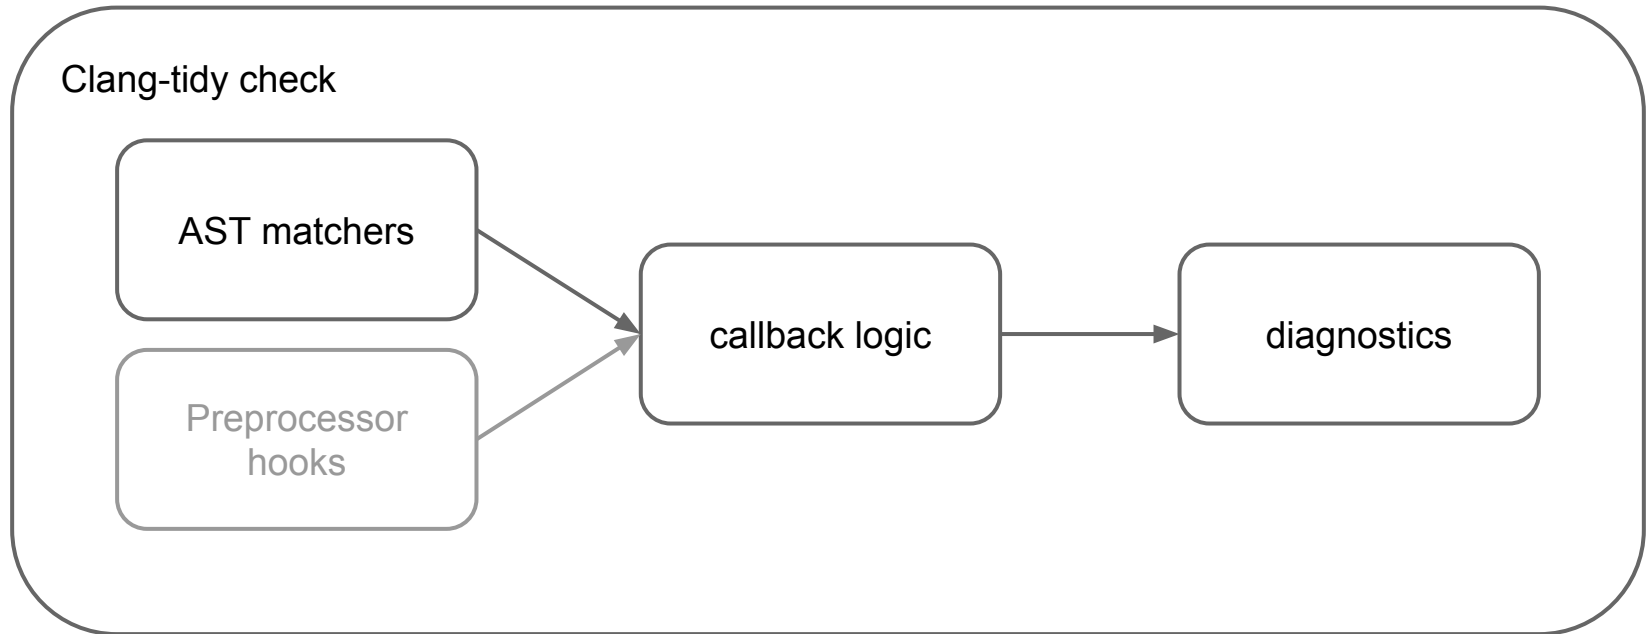 Clang-tidy check
AST matchers
Preprocessor
hooks
callback logic
diagnostics